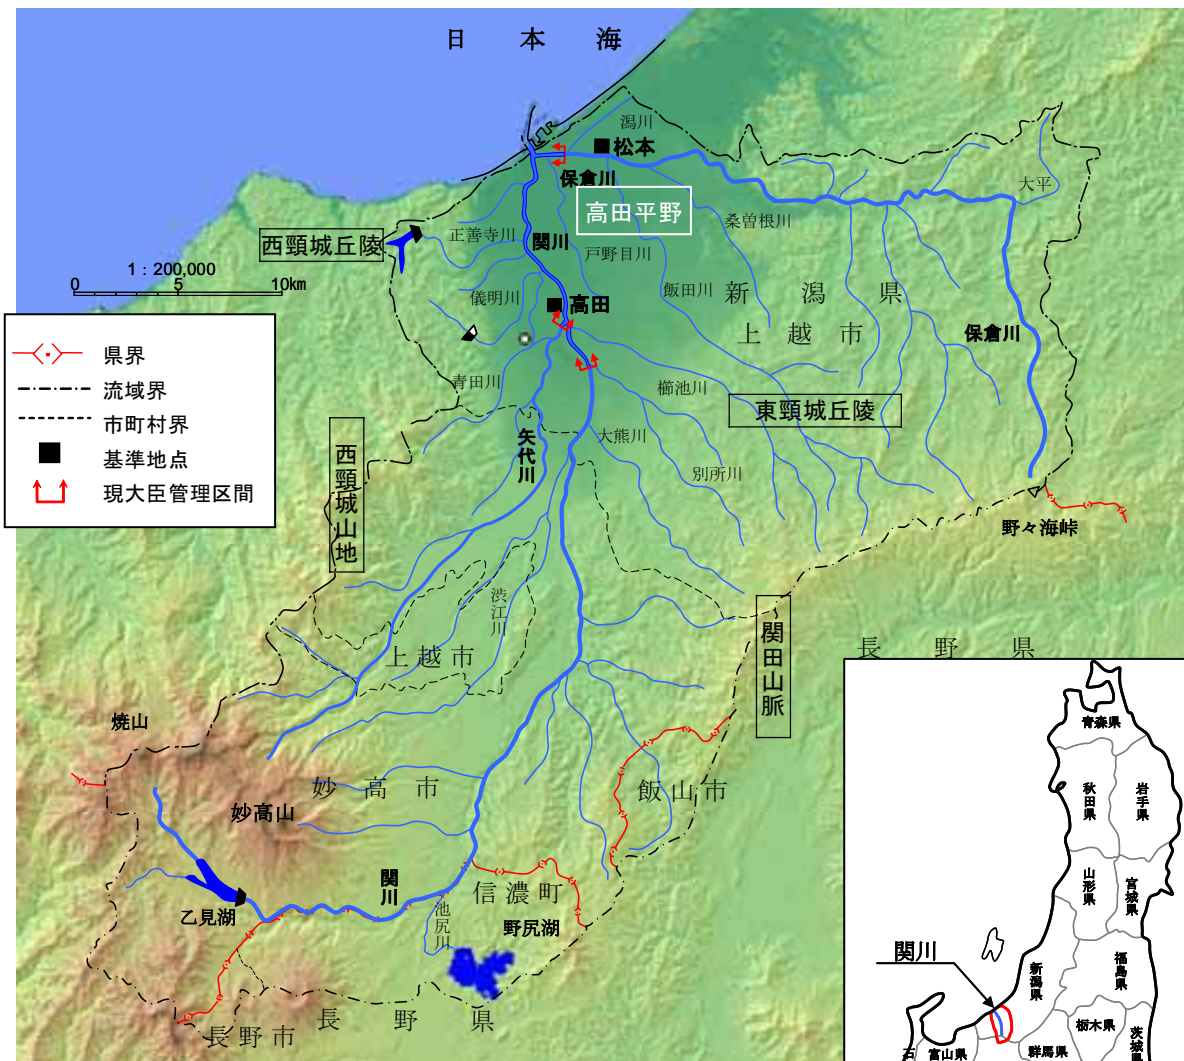 日本海
潟川
松本
保倉川
高田平野
大平
桑曽根川
正善寺川
西頸城丘陵
関川
戸野目川
1：200,000
0 5 10km
儀明川
高田
飯田川
新潟県
上越市
保倉川
県界
流域界
市町村界
基準地点
現大臣管理区間
青田川
櫛池川
東頸城丘陵
矢代川
大熊川
別所川
西頸城山地
野々海峠
渋江川
関田山脈
上越市
長野県
焼山
妙高市
飯山市
妙高山
関川
信濃町
乙見湖
池尻川
野尻湖
長野市
長野県
青森県
秋田県
岩手県
山形県
宮城県
関川
新潟県
福島県
栃木県
群馬県
富山県
茨城県
石